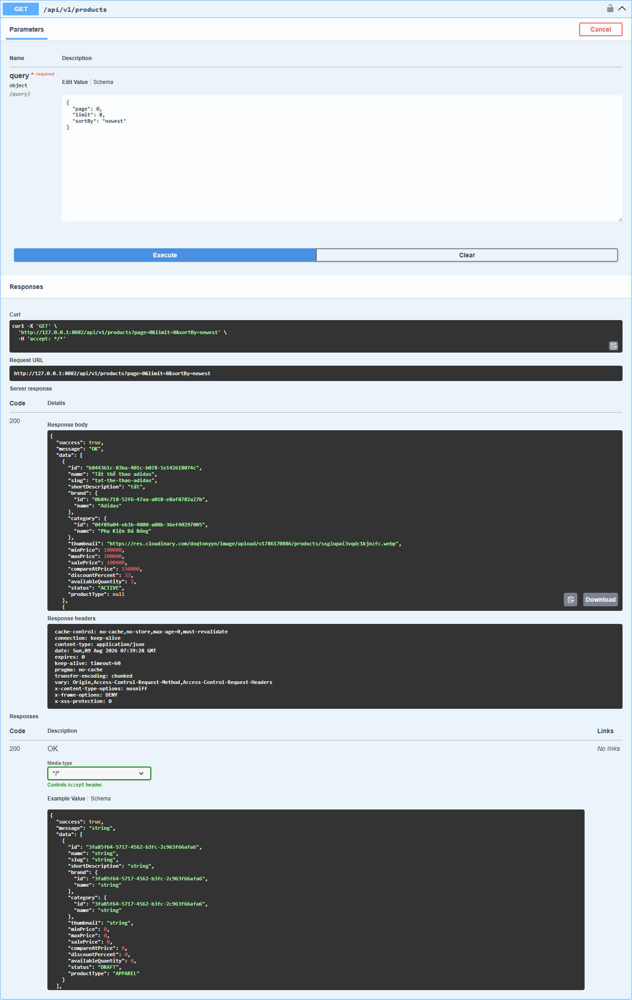 GET /api/v1/products
Parameters
Cancel
Name Description
query * required
object
(query)
Edit Value Schema
{
  "page": 0,
  "limit": 8,
  "sortBy": "newest"
}
Execute Clear
Responses
Curl
curl -X 'GET' \
  'http://127.0.0.1:8082/api/v1/products?page=0&limit=8&sortBy=newest' \
  -H 'accept: */*'
Request URL
http://127.0.0.1:8082/api/v1/products?page=0&limit=8&sortBy=newest
Server response
Code Details
200
Response body
{
  "success": true,
  "message": "OK",
  "data": [
    {
      "id": "b844361c-83ba-401c-b078-1e142618074c",
      "name": "Tất thể thao adidas",
      "slug": "tat-the-thao-adidas",
      "shortDescription": "tất",
      "brand": {
        "id": "0b84c718-52f6-47aa-a018-e8af8782a27b",
        "name": "Adidas"
      },
      "category": {
        "id": "04f89a04-eb3b-4000-a08b-36ef40297005",
        "name": "Phụ Kiện Đá Bóng"
      },
      "thumbnail": "https://res.cloudinary.com/doqtonyyn/image/upload/v1786170886/products/ssglupai3vqdc1kjnzfc.webp",
      "minPrice": 100000,
      "maxPrice": 100000,
      "salePrice": 100000,
      "compareAtPrice": 150000,
      "discountPercent": 33,
      "availableQuantity": 2,
      "status": "ACTIVE",
      "productType": null
    },
    {
Download
Response headers
cache-control: no-cache,no-store,max-age=0,must-revalidate
connection: keep-alive
content-type: application/json
date: Sun,09 Aug 2026 07:39:28 GMT
expires: 0
keep-alive: timeout=60
pragma: no-cache
transfer-encoding: chunked
vary: Origin,Access-Control-Request-Method,Access-Control-Request-Headers
x-content-type-options: nosniff
x-frame-options: DENY
x-xss-protection: 0
Responses
Code Description Links
200 OK No links
Media type
*/*
Controls Accept header.
Example Value Schema
{
  "success": true,
  "message": "string",
  "data": [
    {
      "id": "3fa85f64-5717-4562-b3fc-2c963f66afa6",
      "name": "string",
      "slug": "string",
      "shortDescription": "string",
      "brand": {
        "id": "3fa85f64-5717-4562-b3fc-2c963f66afa6",
        "name": "string"
      },
      "category": {
        "id": "3fa85f64-5717-4562-b3fc-2c963f66afa6",
        "name": "string"
      },
      "thumbnail": "string",
      "minPrice": 0,
      "maxPrice": 0,
      "salePrice": 0,
      "compareAtPrice": 0,
      "discountPercent": 0,
      "availableQuantity": 0,
      "status": "DRAFT",
      "productType": "APPAREL"
    }
  ],